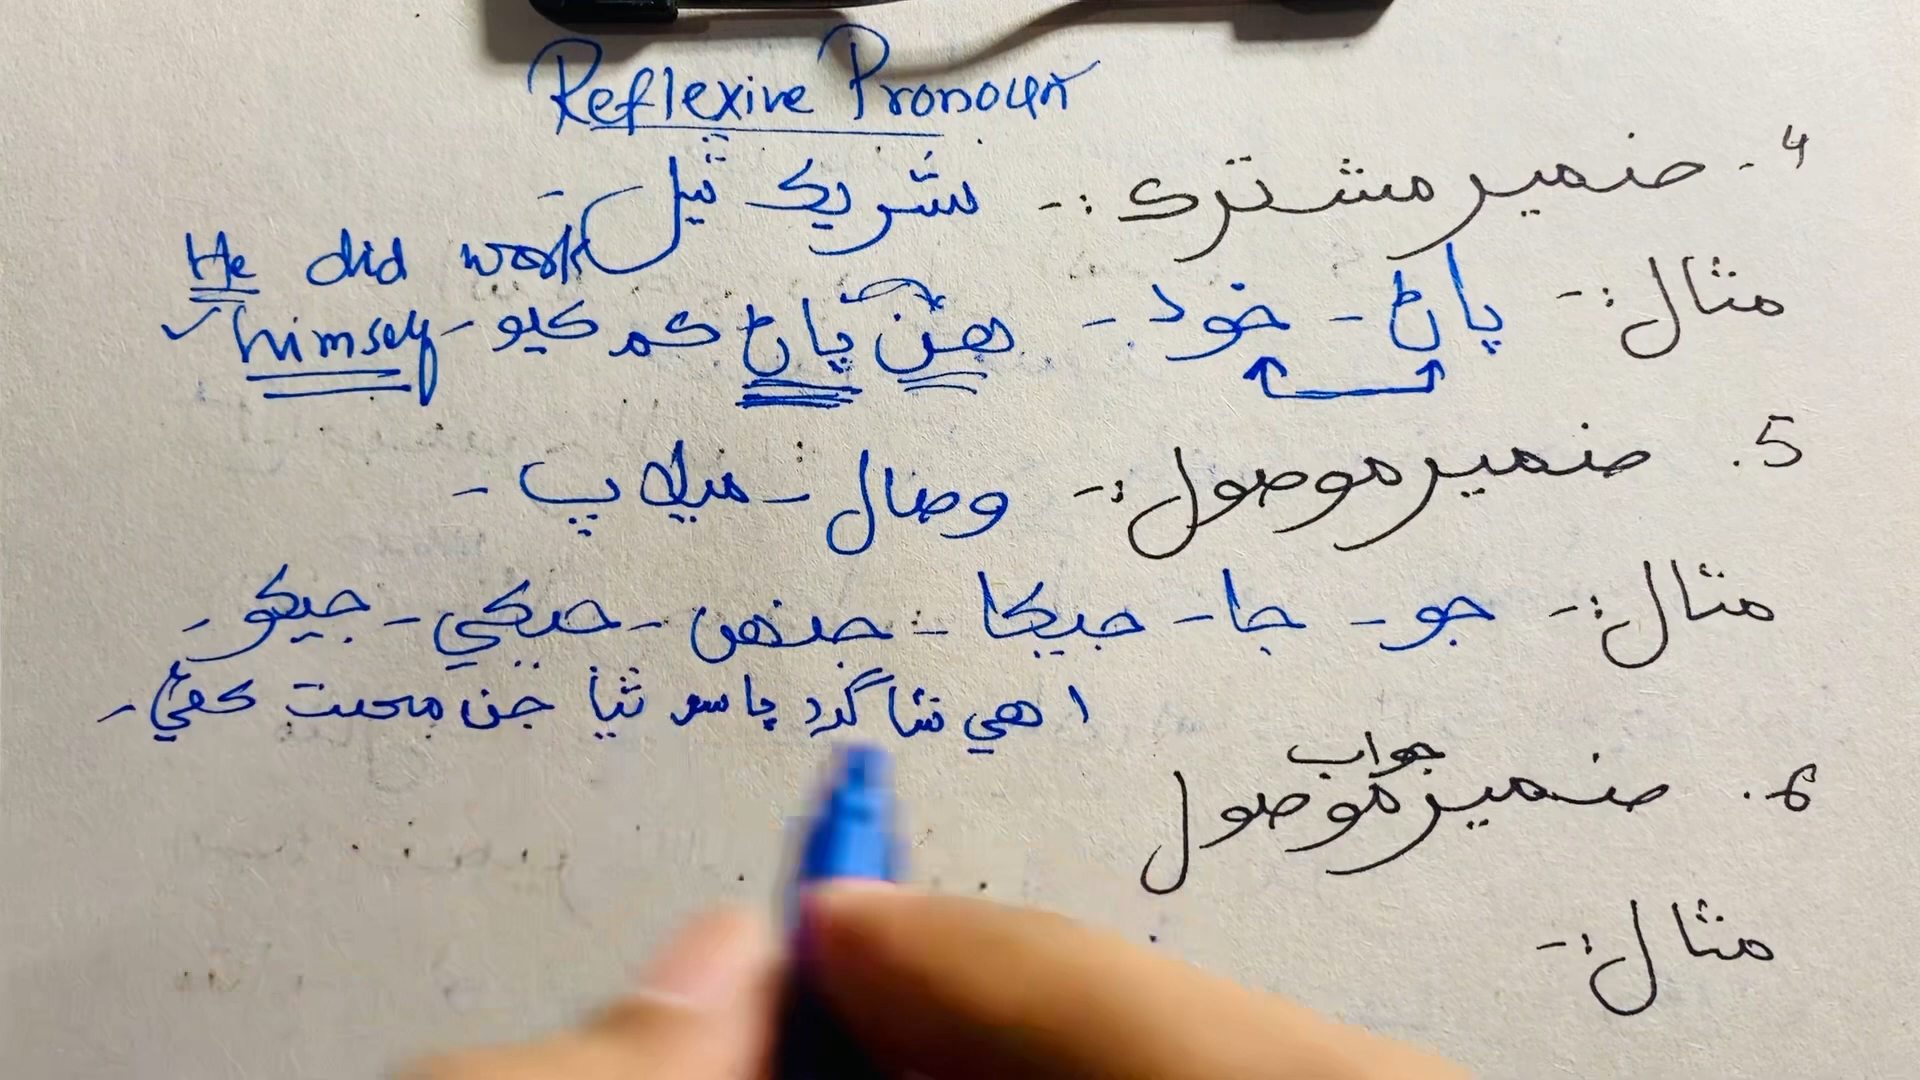 Reflexive Pronoun
4- ضمير مشترڪ :- شريڪ ٿيل -
مثال :- پاڻ - خود - هن پاڻ ڪم ڪيو -
He did work
himself
5. ضمير موصول :- وصال - ميلاپ -
مثال :- جو - جا - جيڪا - جنهن - جيڪي - جيڪو -
اهي شاگرد پاس ٿيا جن محنت ڪئي -
6. ضمير جواب موصول
مثال :-